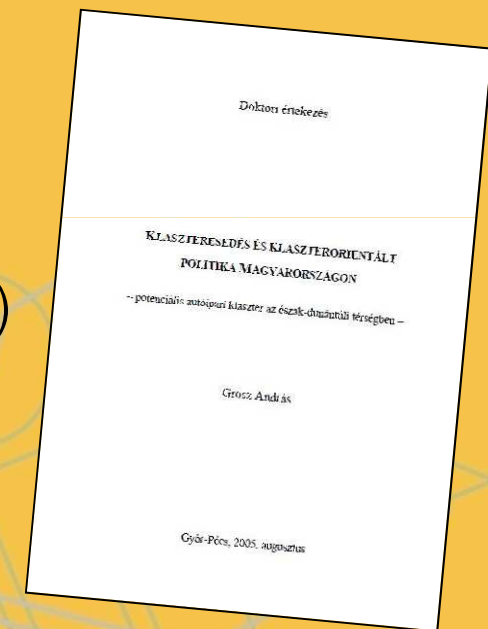 Doktori értekezés
KLASZTERESEDÉS ÉS KLASZTERORIENTÁLT
POLITIKA MAGYARORSZÁGON
– potenciális autóipari klaszter az észak-dunántúli térségben –
Grosz András
Győr-Pécs, 2005. augusztus
)